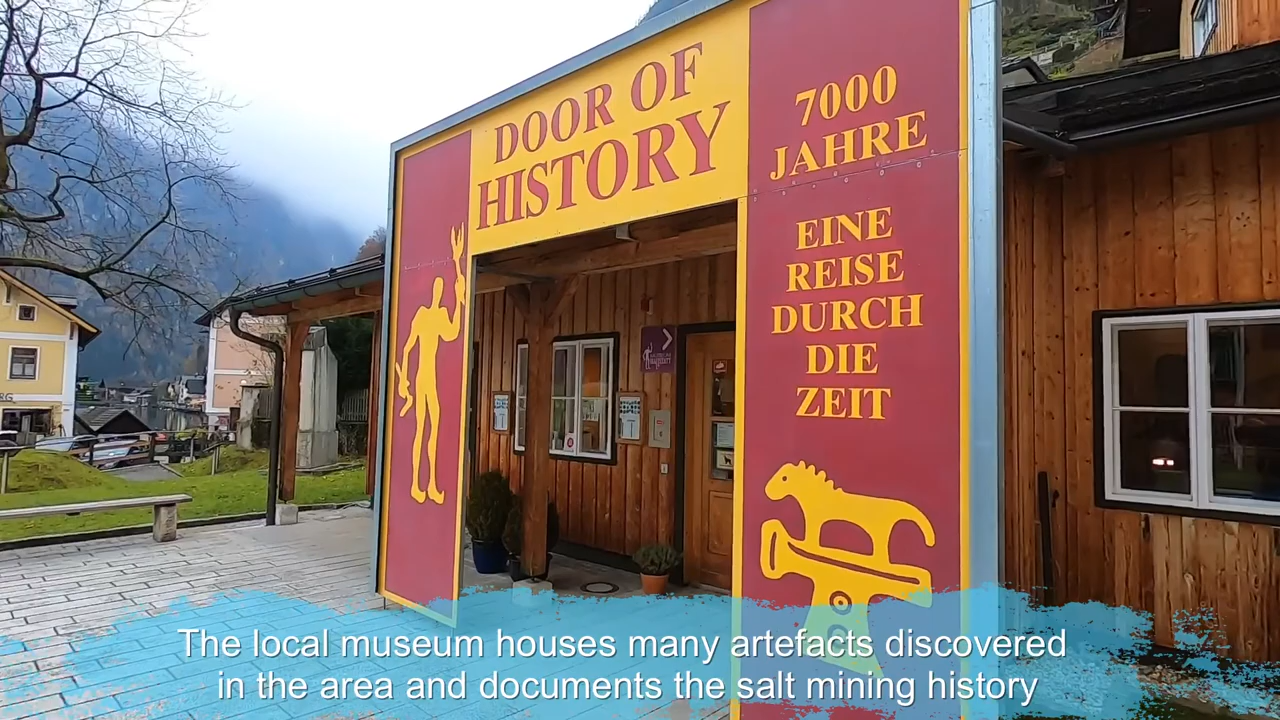 DOOR OF
HISTORY
7000
JAHRE
EINE
REISE
DURCH
DIE
ZEIT
The local museum houses many artefacts discovered
in the area and documents the salt mining history